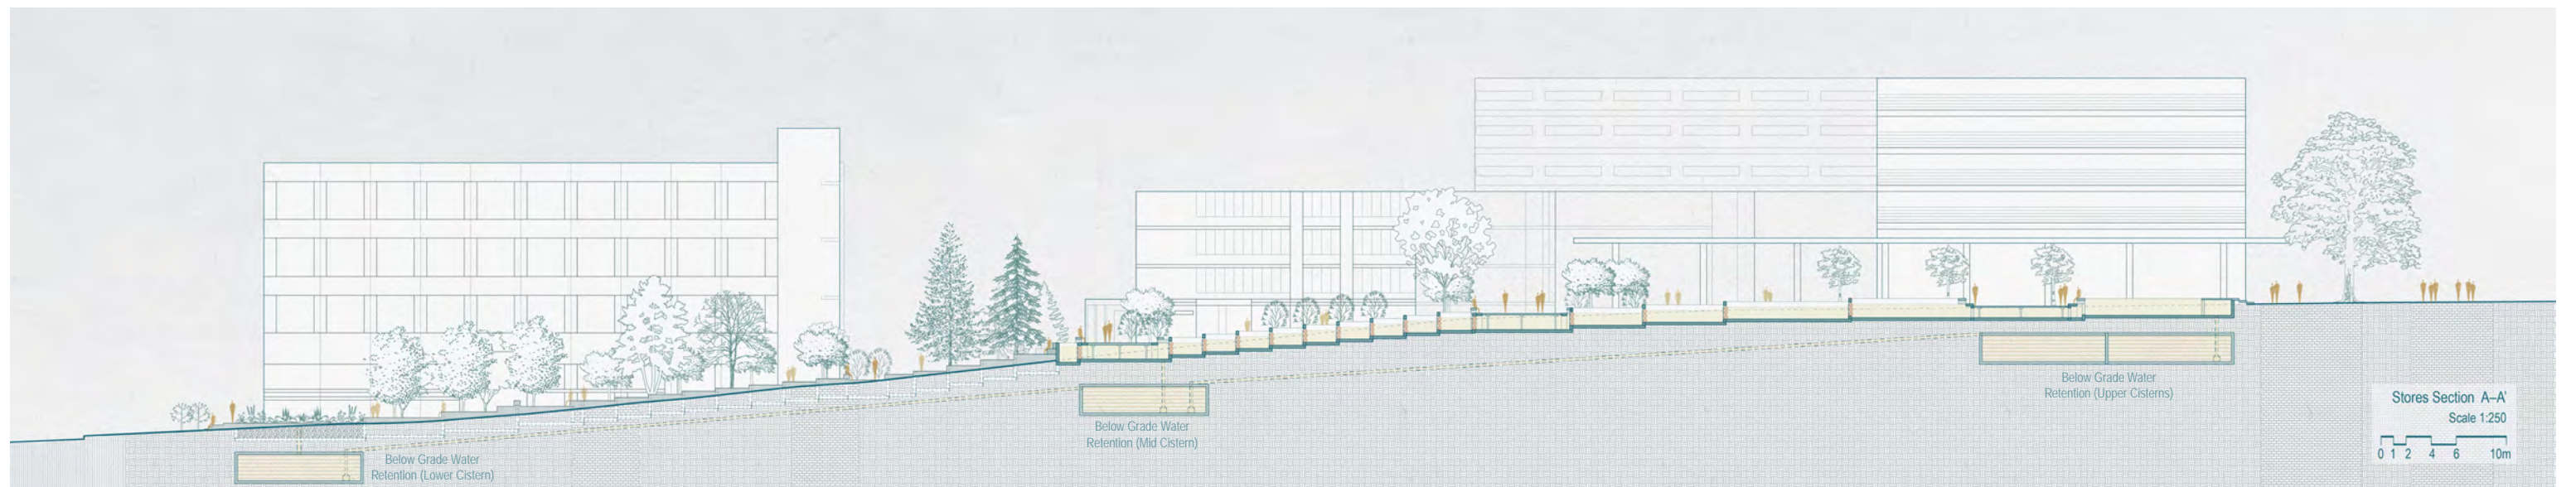 Below Grade Water
Retention (Lower Cistern)
Below Grade Water
Retention (Mid Cistern)
Below Grade Water
Retention (Upper Cisterns)
Stores Section A–A'
Scale 1:250
0 1 2 4 6 10m